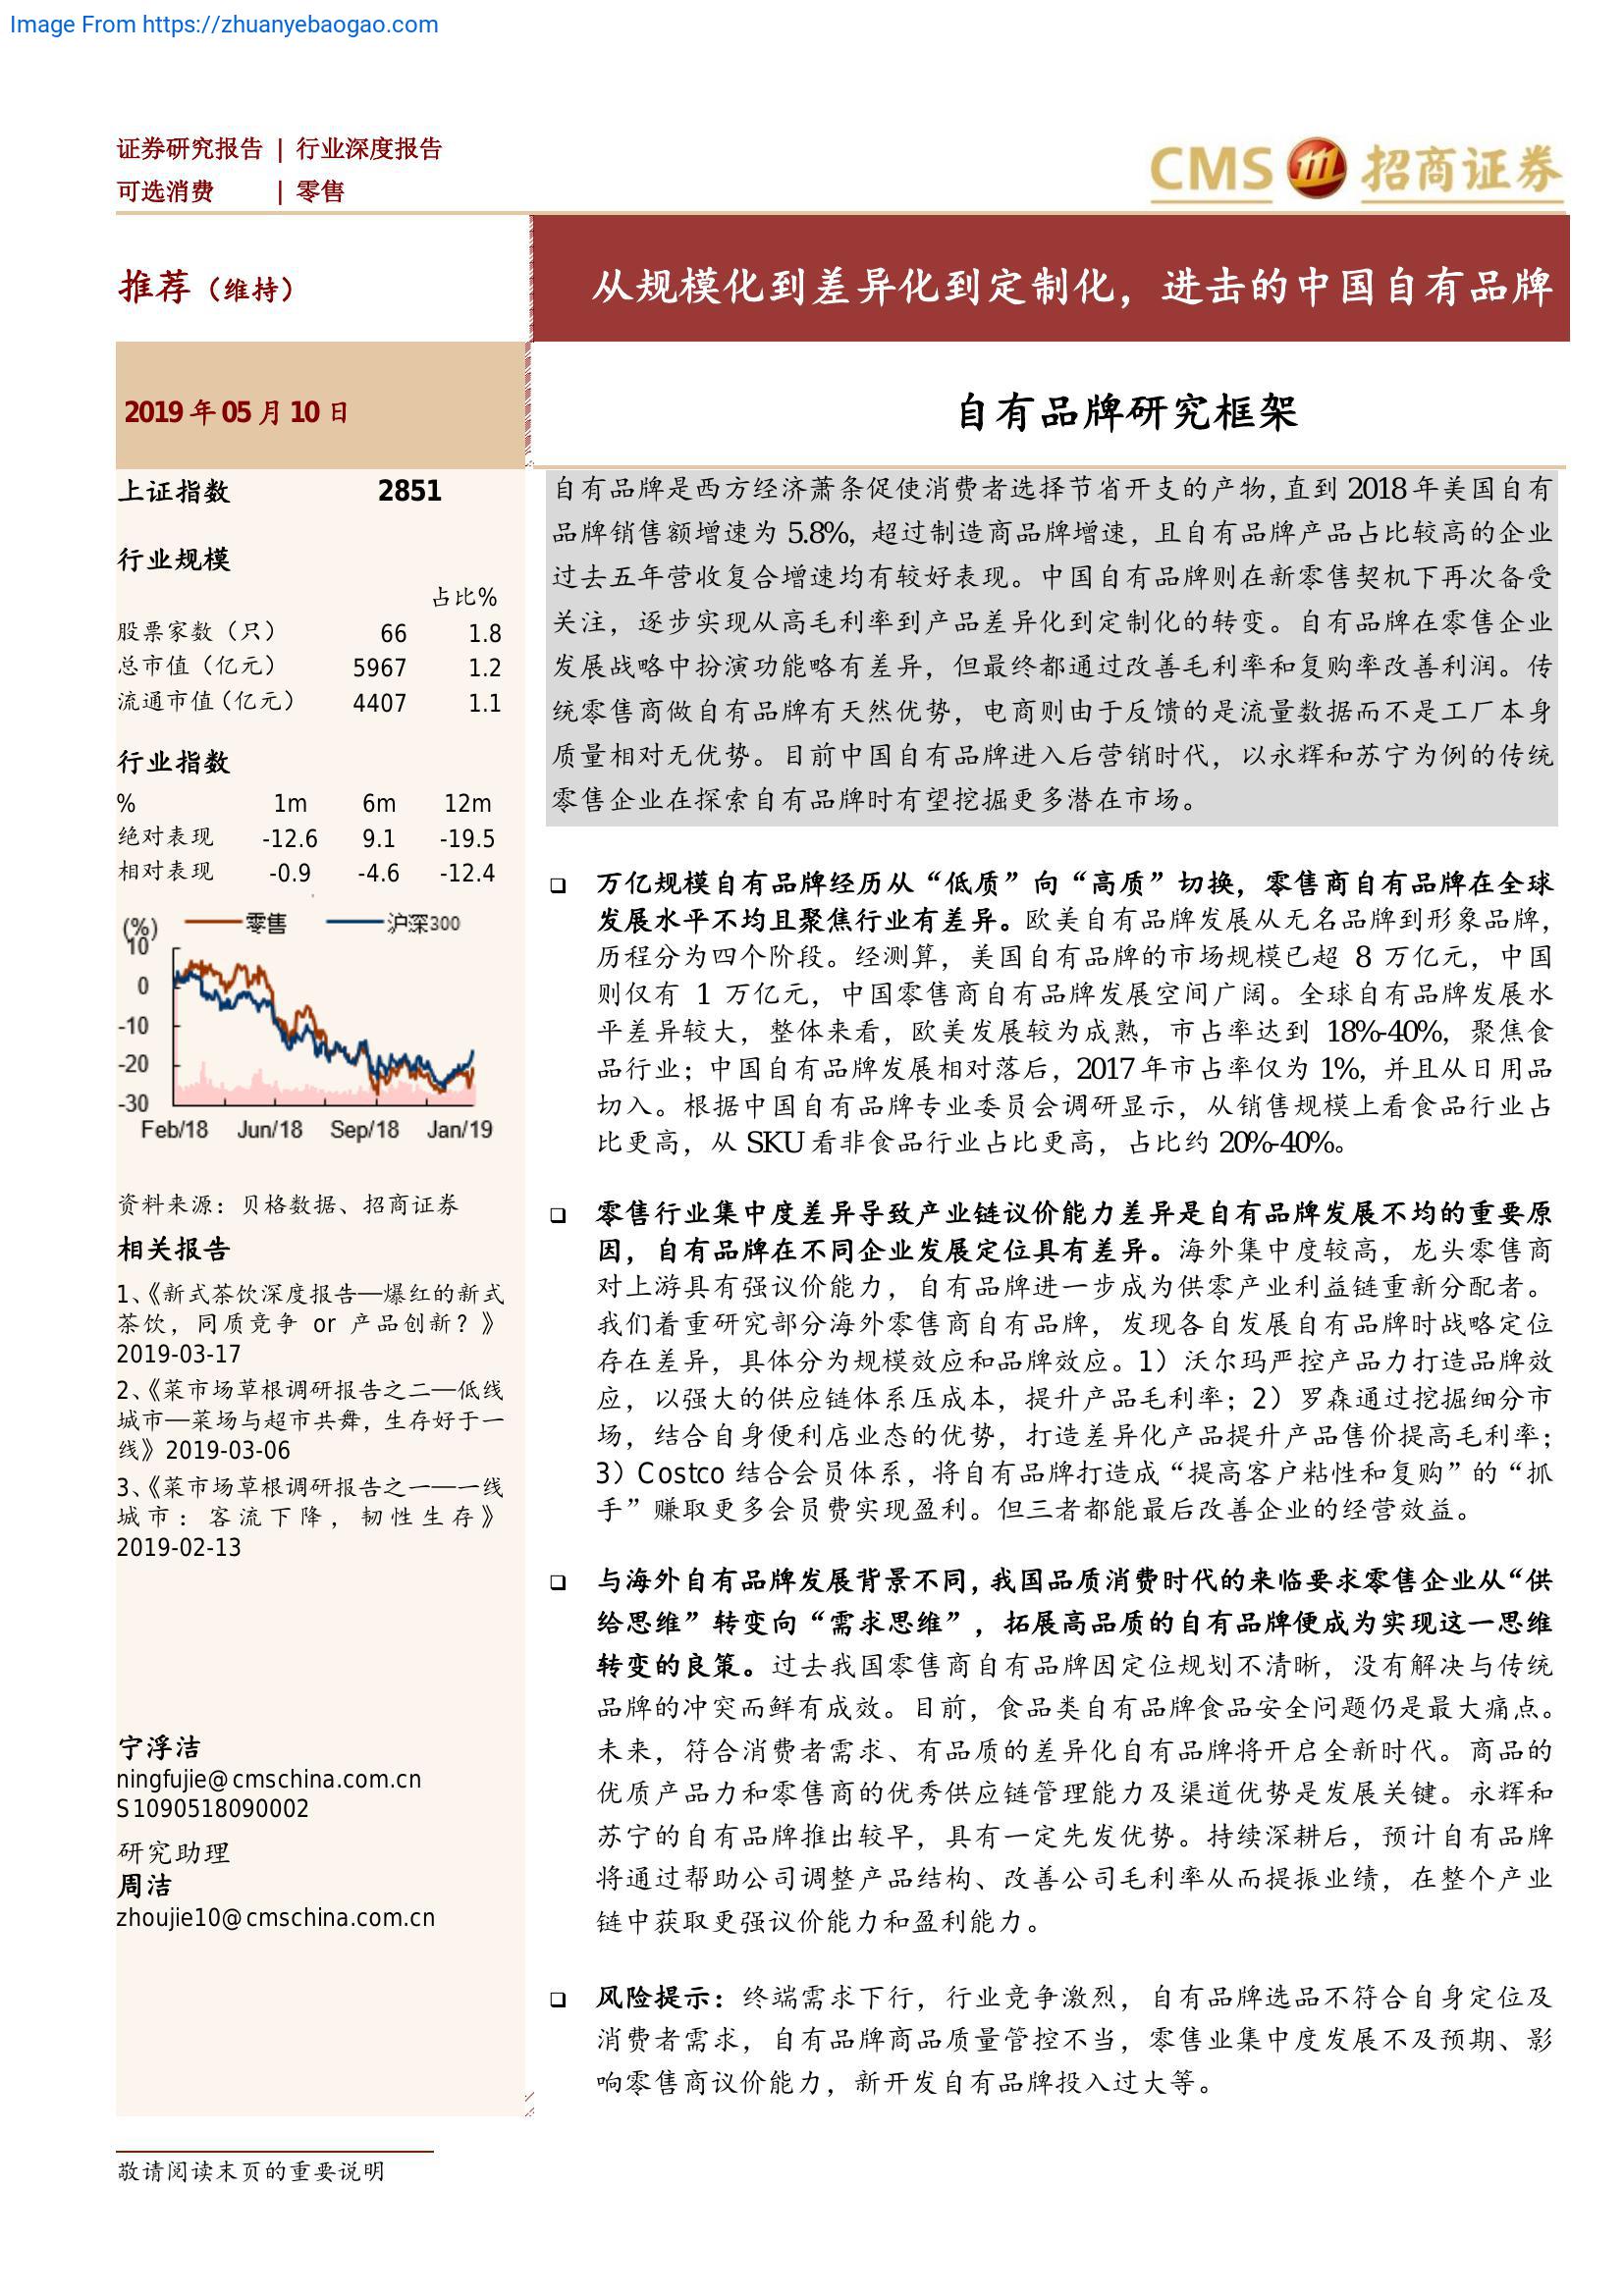 Image From https://zhuanyebaogao.com
证券研究报告 | 行业深度报告
可选消费 | 零售
CMS 招商证券
推荐（维持）
从规模化到差异化到定制化，进击的中国自有品牌
2019年05月10日
自有品牌研究框架
上证指数 2851
行业规模
占比%
股票家数（只） 66 1.8
总市值（亿元） 5967 1.2
流通市值（亿元） 4407 1.1
行业指数
% 1m 6m 12m
绝对表现 -12.6 9.1 -19.5
相对表现 -0.9 -4.6 -12.4
(%) 零售 沪深300
10
0
-10
-20
-30
Feb/18 Jun/18 Sep/18 Jan/19
资料来源：贝格数据、招商证券
相关报告
1、《新式茶饮深度报告—爆红的新式
茶饮，同质竞争 or 产品创新？》
2019-03-17
2、《菜市场草根调研报告之二—低线
城市—菜场与超市共舞，生存好于一
线》2019-03-06
3、《菜市场草根调研报告之一—一线
城市：客流下降，韧性生存》
2019-02-13
宁浮洁
ningfujie@cmschina.com.cn
S1090518090002
研究助理
周洁
zhoujie10@cmschina.com.cn
自有品牌是西方经济萧条促使消费者选择节省开支的产物，直到 2018 年美国自有
品牌销售额增速为 5.8%，超过制造商品牌增速，且自有品牌产品占比较高的企业
过去五年营收复合增速均有较好表现。中国自有品牌则在新零售契机下再次备受
关注，逐步实现从高毛利率到产品差异化到定制化的转变。自有品牌在零售企业
发展战略中扮演功能略有差异，但最终都通过改善毛利率和复购率改善利润。传
统零售商做自有品牌有天然优势，电商则由于反馈的是流量数据而不是工厂本身
质量相对无优势。目前中国自有品牌进入后营销时代，以永辉和苏宁为例的传统
零售企业在探索自有品牌时有望挖掘更多潜在市场。
❑ 万亿规模自有品牌经历从“低质”向“高质”切换，零售商自有品牌在全球
发展水平不均且聚焦行业有差异。欧美自有品牌发展从无名品牌到形象品牌，
历程分为四个阶段。经测算，美国自有品牌的市场规模已超 8 万亿元，中国
则仅有 1 万亿元，中国零售商自有品牌发展空间广阔。全球自有品牌发展水
平差异较大，整体来看，欧美发展较为成熟，市占率达到 18%-40%，聚焦食
品行业；中国自有品牌发展相对落后，2017 年市占率仅为 1%，并且从日用品
切入。根据中国自有品牌专业委员会调研显示，从销售规模上看食品行业占
比更高，从 SKU 看非食品行业占比更高，占比约 20%-40%。
❑ 零售行业集中度差异导致产业链议价能力差异是自有品牌发展不均的重要原
因，自有品牌在不同企业发展定位具有差异。海外集中度较高，龙头零售商
对上游具有强议价能力，自有品牌进一步成为供零产业利益链重新分配者。
我们着重研究部分海外零售商自有品牌，发现各自发展自有品牌时战略定位
存在差异，具体分为规模效应和品牌效应。1）沃尔玛严控产品力打造品牌效
应，以强大的供应链体系压成本，提升产品毛利率；2）罗森通过挖掘细分市
场，结合自身便利店业态的优势，打造差异化产品提升产品售价提高毛利率；
3）Costco 结合会员体系，将自有品牌打造成“提高客户粘性和复购”的“抓
手”赚取更多会员费实现盈利。但三者都能最后改善企业的经营效益。
❑ 与海外自有品牌发展背景不同，我国品质消费时代的来临要求零售企业从“供
给思维”转变向“需求思维”，拓展高品质的自有品牌便成为实现这一思维
转变的良策。过去我国零售商自有品牌因定位规划不清晰，没有解决与传统
品牌的冲突而鲜有成效。目前，食品类自有品牌食品安全问题仍是最大痛点。
未来，符合消费者需求、有品质的差异化自有品牌将开启全新时代。商品的
优质产品力和零售商的优秀供应链管理能力及渠道优势是发展关键。永辉和
苏宁的自有品牌推出较早，具有一定先发优势。持续深耕后，预计自有品牌
将通过帮助公司调整产品结构、改善公司毛利率从而提振业绩，在整个产业
链中获取更强议价能力和盈利能力。
❑ 风险提示：终端需求下行，行业竞争激烈，自有品牌选品不符合自身定位及
消费者需求，自有品牌商品质量管控不当，零售业集中度发展不及预期、影
响零售商议价能力，新开发自有品牌投入过大等。
敬请阅读末页的重要说明